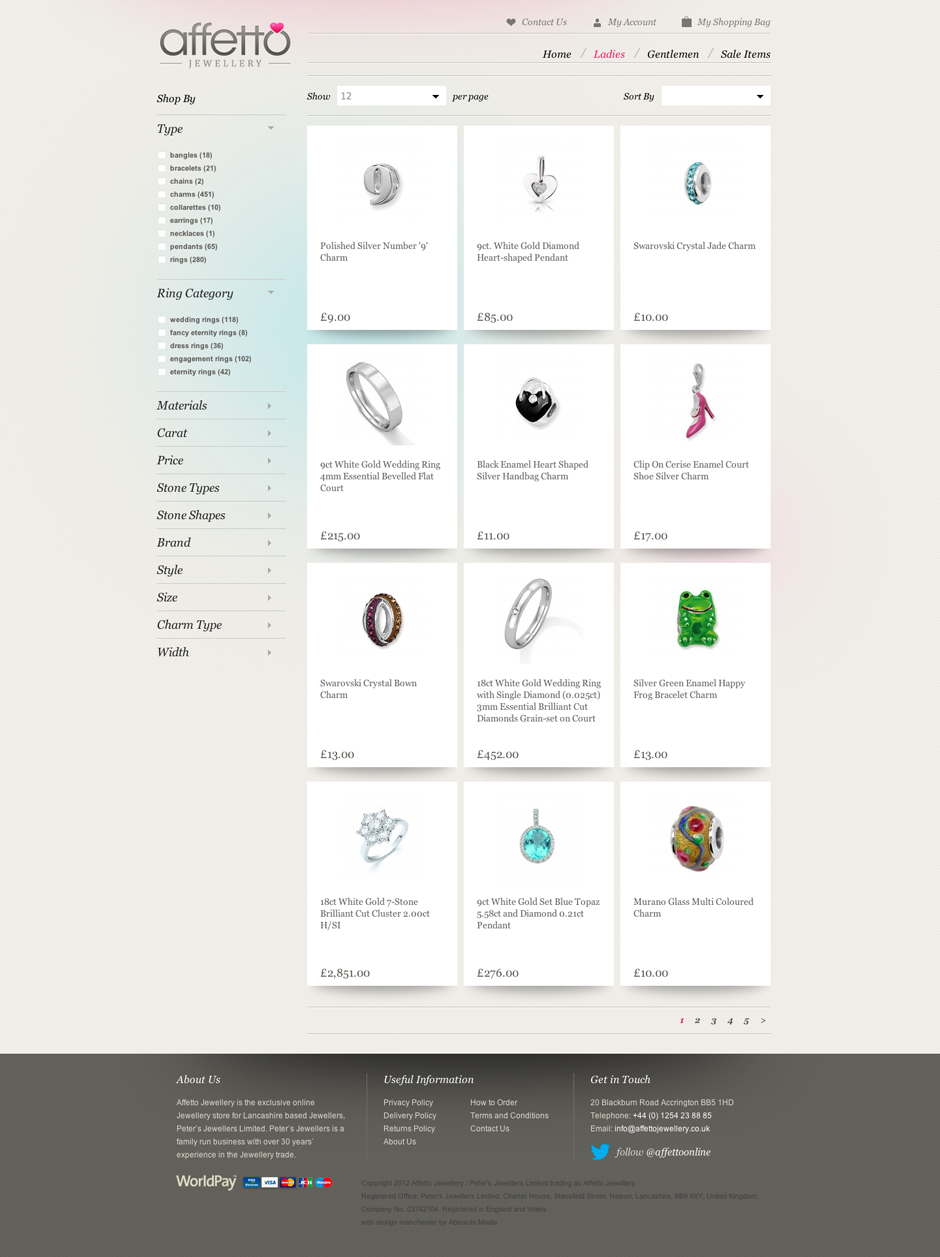 Contact Us
My Account
My Shopping Bag
affetto
JEWELLERY
Home / Ladies / Gentlemen / Sale Items
Shop By
Show 12 per page
Sort By
Type
bangles (18)
bracelets (21)
chains (2)
charms (451)
collarettes (10)
earrings (17)
necklaces (1)
pendants (65)
rings (280)
Ring Category
wedding rings (118)
fancy eternity rings (8)
dress rings (36)
engagement rings (102)
eternity rings (42)
Materials
Carat
Price
Stone Types
Stone Shapes
Brand
Style
Size
Charm Type
Width
Polished Silver Number '9'
Charm
£9.00
9ct. White Gold Diamond
Heart-shaped Pendant
£85.00
Swarovski Crystal Jade Charm
£10.00
9ct White Gold Wedding Ring
4mm Essential Bevelled Flat
Court
£215.00
Black Enamel Heart Shaped
Silver Handbag Charm
£11.00
Clip On Cerise Enamel Court
Shoe Silver Charm
£17.00
Swarovski Crystal Bown
Charm
£13.00
18ct White Gold Wedding Ring
with Single Diamond (0.025ct)
3mm Essential Brilliant Cut
Diamonds Grain-set on Court
£452.00
Silver Green Enamel Happy
Frog Bracelet Charm
£13.00
18ct White Gold 7-Stone
Brilliant Cut Cluster 2.00ct
H/SI
£2,851.00
9ct White Gold Set Blue Topaz
5.58ct and Diamond 0.21ct
Pendant
£276.00
Murano Glass Multi Coloured
Charm
£10.00
1 2 3 4 5 >
About Us
Affetto Jewellery is the exclusive online
Jewellery store for Lancashire based Jewellers,
Peter's Jewellers Limited. Peter's Jewellers is a
family run business with over 30 years'
experience in the Jewellery trade.
Useful Information
Privacy Policy
Delivery Policy
Returns Policy
About Us
How to Order
Terms and Conditions
Contact Us
Get in Touch
20 Blackburn Road Accrington BB5 1HD
Telephone: +44 (0) 1254 23 88 85
Email: info@affettojewellery.co.uk
follow @affettoonline
WorldPay
VISA
Copyright 2012 Affetto Jewellery / Peter's Jewellers Limited trading as Affetto Jewellery.
Registered Office: Peter's Jewellers Limited, Charter House, Stansfield Street, Nelson, Lancashire, BB9 9XY, United Kingdom.
Company No. 03762104. Registered in England and Wales
web design manchester by Absolute Media